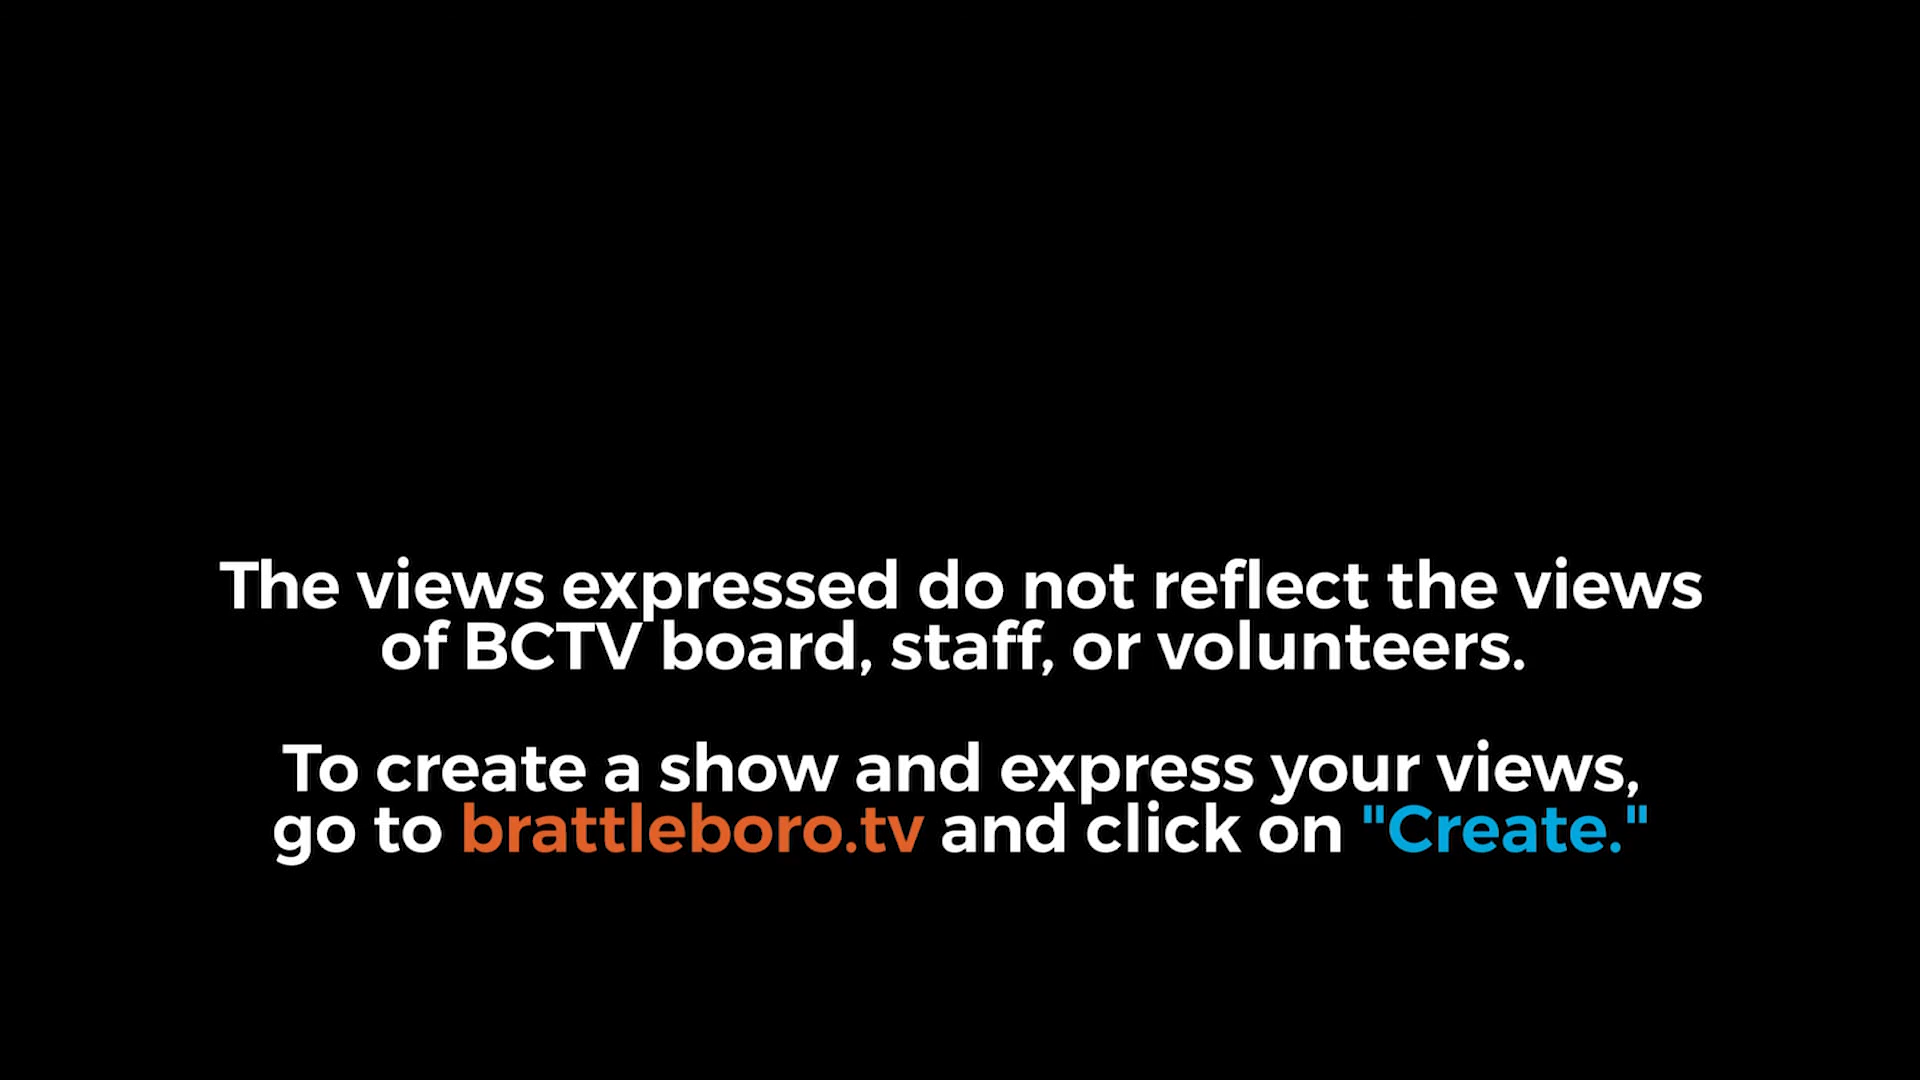 The views expressed do not reflect the views
of BCTV board, staff, or volunteers.
To create a show and express your views,
go to brattleboro.tv and click on "Create."